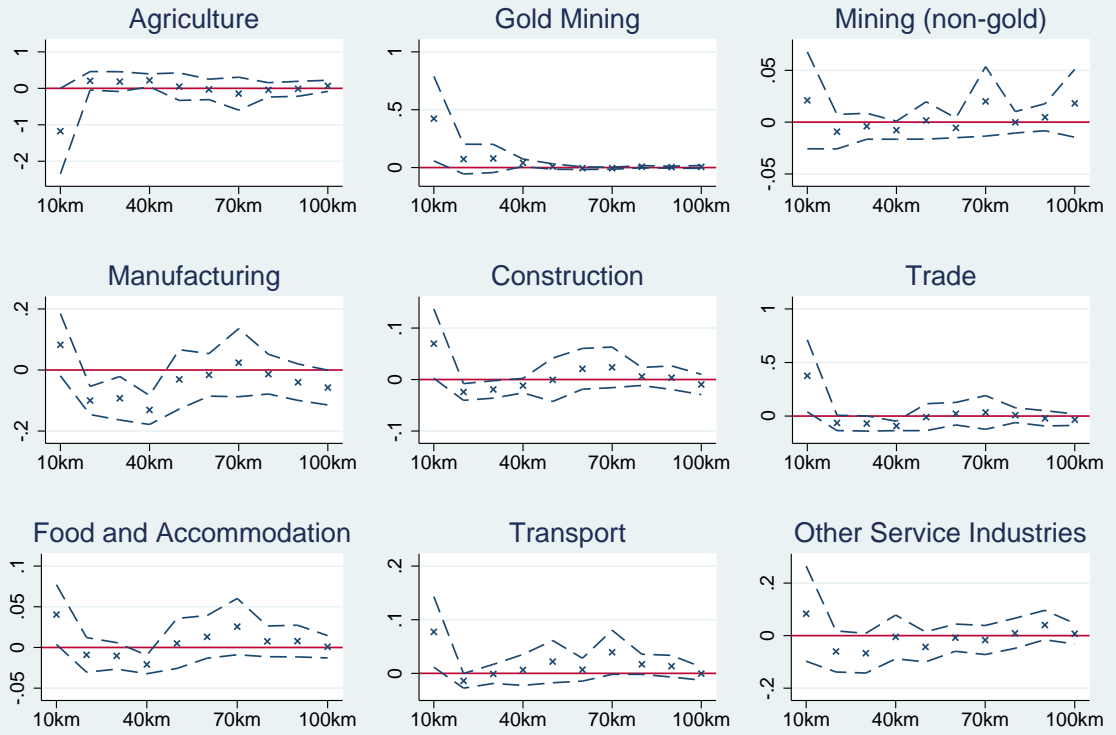 Agriculture
1
0
-1
-2
10km 40km 70km 100km
Gold Mining
1
.5
0
10km 40km 70km 100km
Mining (non-gold)
.05
0
-.05
10km 40km 70km 100km
Manufacturing
.2
0
-.2
10km 40km 70km 100km
Construction
.1
0
-.1
10km 40km 70km 100km
Trade
1
.5
0
10km 40km 70km 100km
Food and Accommodation
.1
.05
0
-.05
10km 40km 70km 100km
Transport
.2
.1
0
10km 40km 70km 100km
Other Service Industries
.2
0
-.2
10km 40km 70km 100km